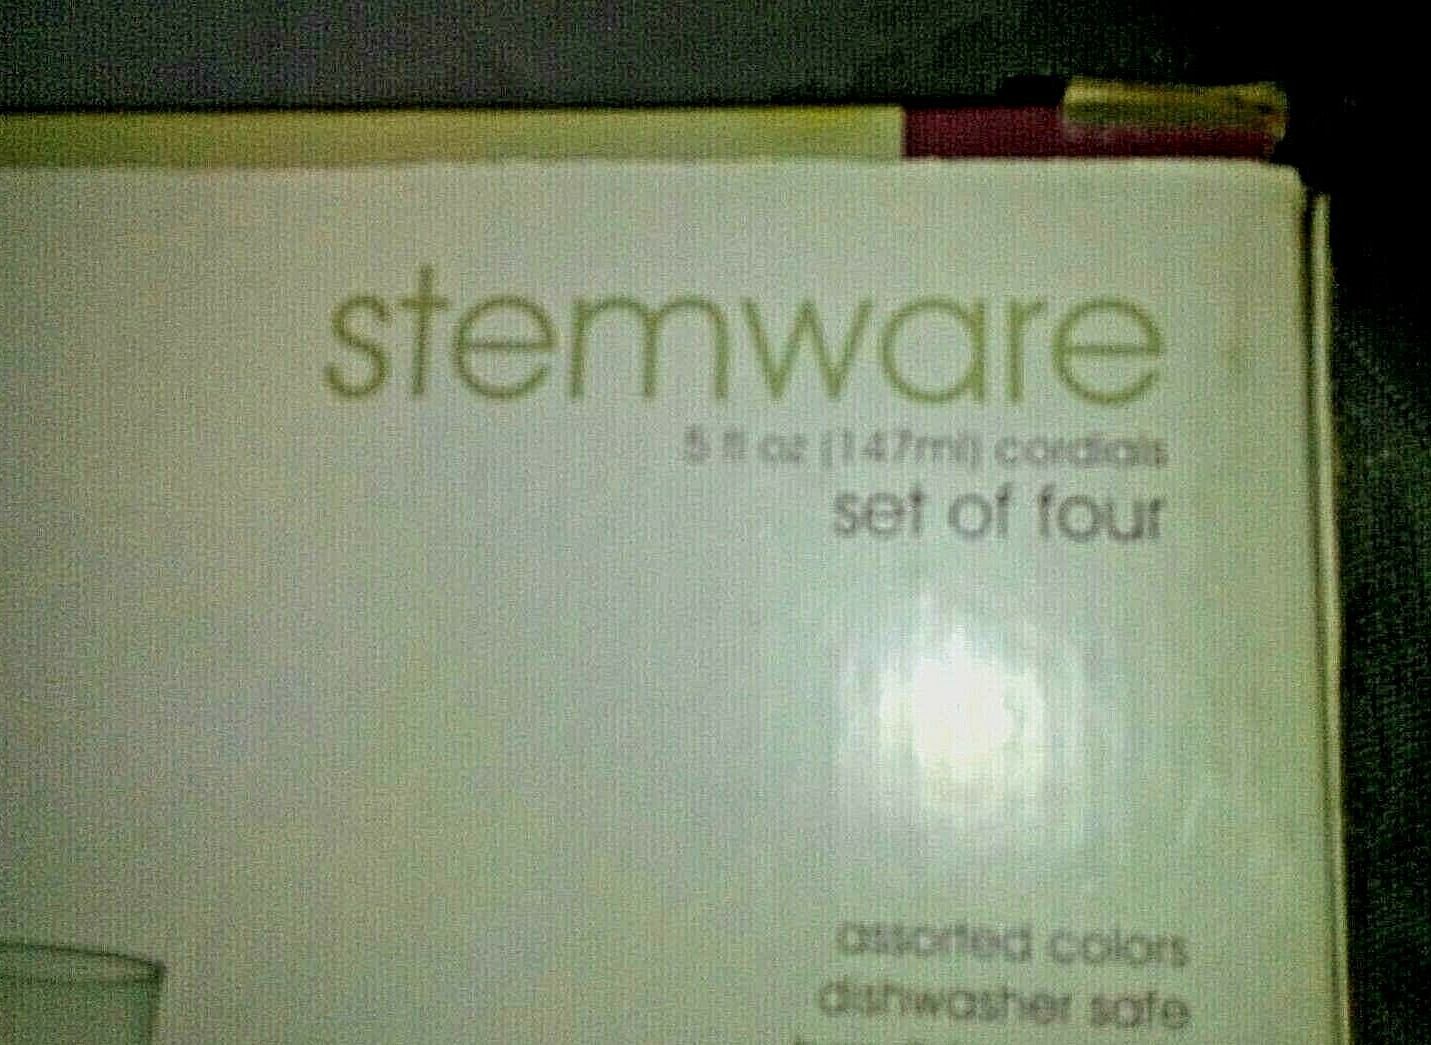 stemware
5 fl oz (147ml) cordials
set of four
assorted colors
dishwasher safe